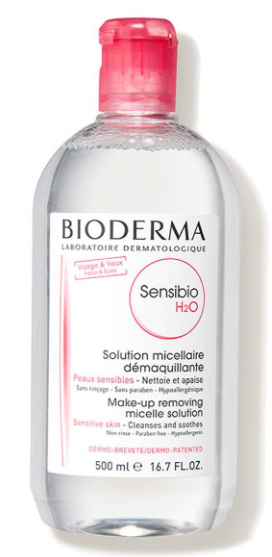 BIODERMA
LABORATOIRE DERMATOLOGIQUE
Visage & Yeux
Face & Eyes
Sensibio
H2O
Solution micellaire
démaquillante
Peaux sensibles - Nettoie et apaise
Sans rinçage - Sans paraben - Hypoallergénique
Make-up removing
micelle solution
Sensitive skin - Cleanses and soothes
Non-rinse - Paraben free - Hypoallergenic
DERMO-BREVETÉ/DERMO-PATENTED
500 ml e 16.7 FL.OZ.